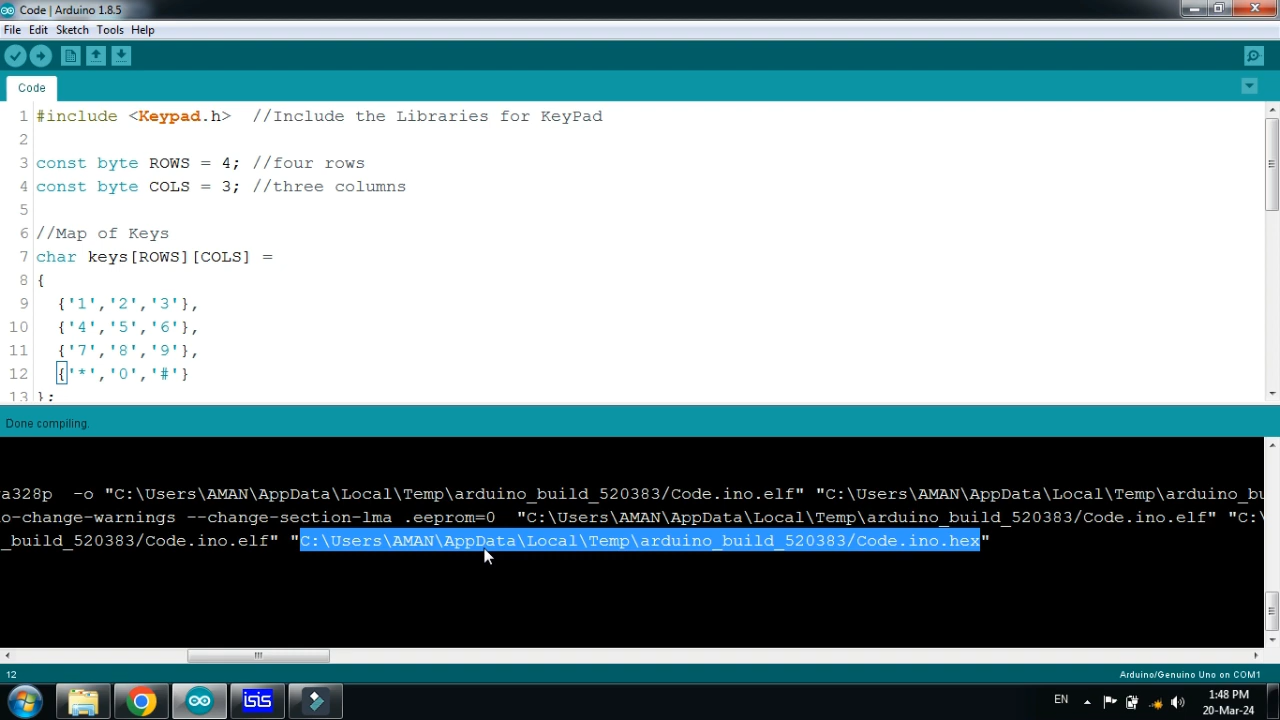 Code | Arduino 1.8.5
File Edit Sketch Tools Help
Code
1 #include <Keypad.h> //Include the Libraries for KeyPad
2
3 const byte ROWS = 4; //four rows
4 const byte COLS = 3; //three columns
5
6 //Map of Keys
7 char keys[ROWS][COLS] =
8 {
9 {'1','2','3'},
10 {'4','5','6'},
11 {'7','8','9'},
12 {'*','0','#'}
13 };
Done compiling.
a328p -o "C:\Users\AMAN\AppData\Local\Temp\arduino_build_520383/Code.ino.elf" "C:\Users\AMAN\AppData\Local\Temp\arduino_bu
o-change-warnings --change-section-lma .eeprom=0 "C:\Users\AMAN\AppData\Local\Temp\arduino_build_520383/Code.ino.elf" "C:
_build_520383/Code.ino.elf" "C:\Users\AMAN\AppData\Local\Temp\arduino_build_520383/Code.ino.hex"
12 Arduino/Genuino Uno on COM1
isis
EN
1:48 PM
20-Mar-24